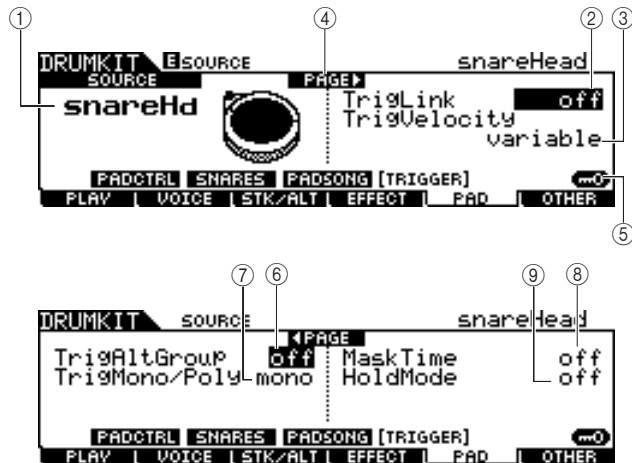 ① ④ ② ③
DRUMKIT E SOURCE snareHead
SOURCE PAGE▶
snareHd TrigLink off
TrigVelocity
variable
PADCTRL SNARES PADSONG [TRIGGER]
PLAY VOICE STK/ALT EFFECT PAD OTHER
⑤
⑦ ⑥ ⑨ ⑧
DRUMKIT SOURCE snareHead
◀PAGE
TrigAltGroup off MaskTime off
TrigMono/Poly mono HoldMode off
PADCTRL SNARES PADSONG [TRIGGER]
PLAY VOICE STK/ALT EFFECT PAD OTHER